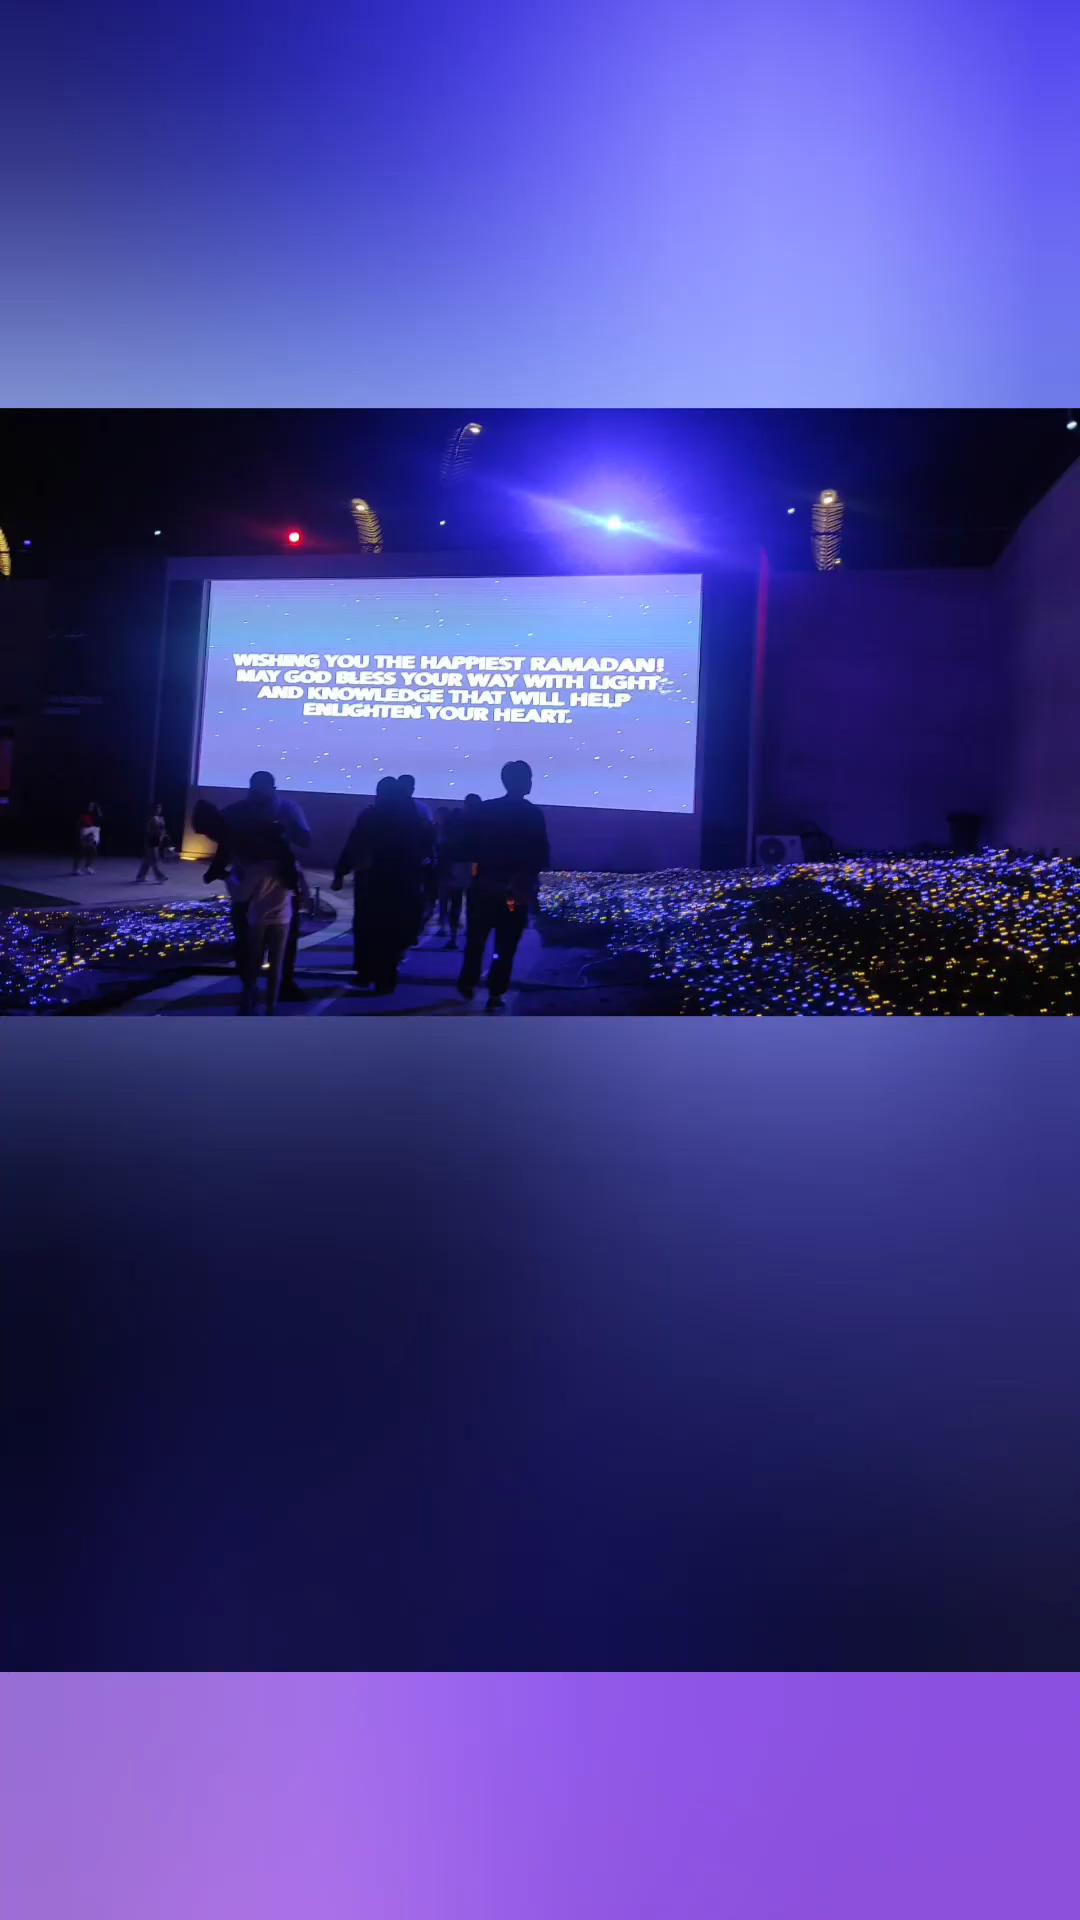 WISHING YOU THE HAPPIEST RAMADAN!
MAY GOD BLESS YOUR WAY WITH LIGHT
AND KNOWLEDGE THAT WILL HELP
ENLIGHTEN YOUR HEART.